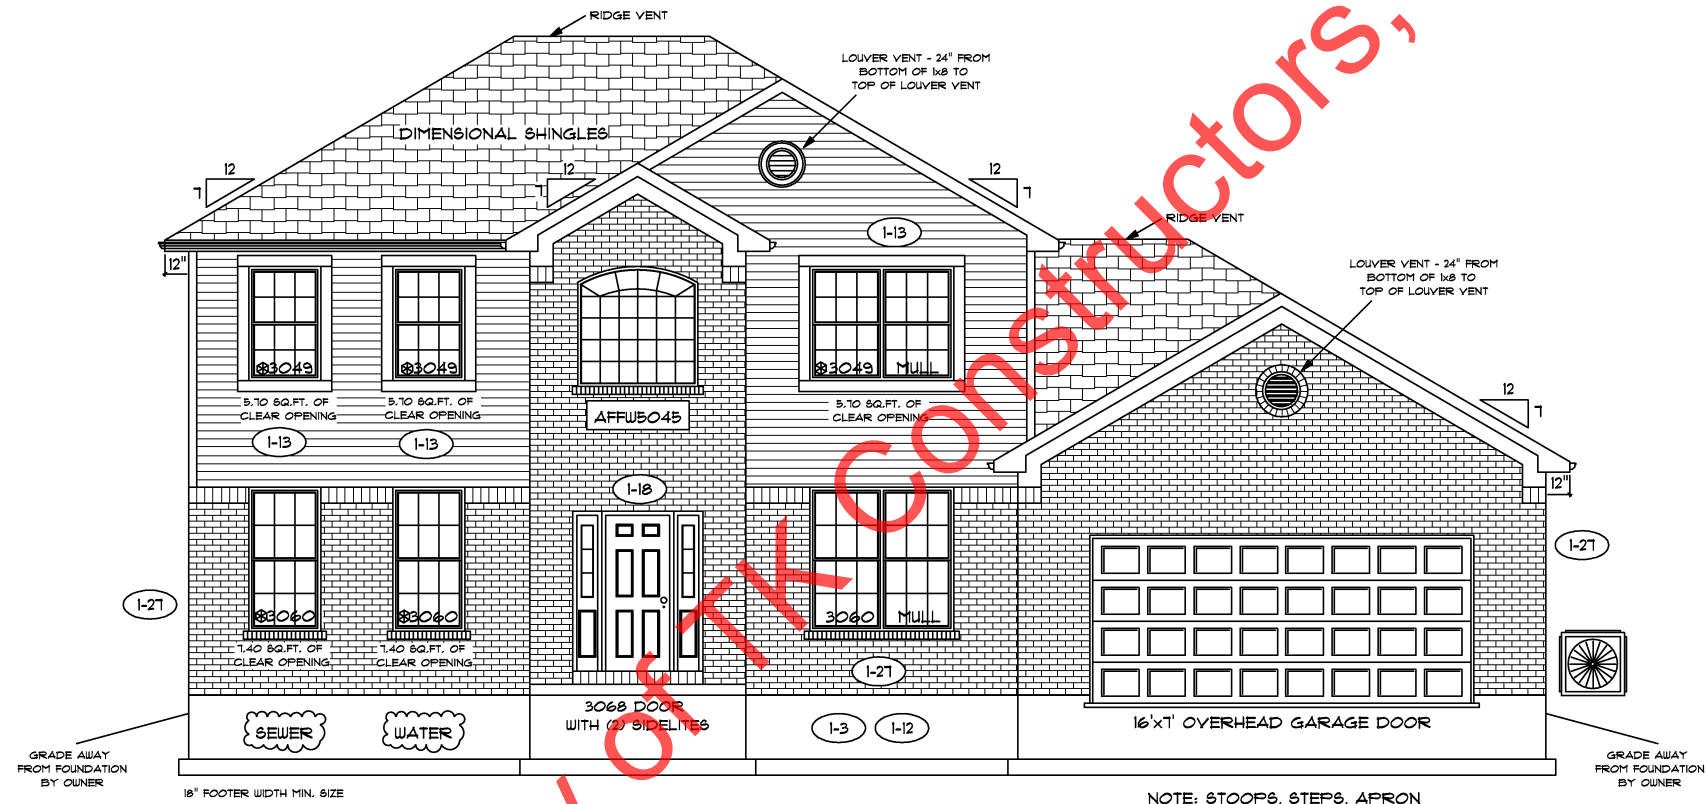 RIDGE VENT
LOUVER VENT - 24" FROM
BOTTOM OF 1x8 TO
TOP OF LOUVER VENT
DIMENSIONAL SHINGLES
12
7
12
7
12
7
RIDGE VENT
1-13
12"
LOUVER VENT - 24" FROM
BOTTOM OF 1x8 TO
TOP OF LOUVER VENT
3049
3049
3049 MULL
5.70 SQ.FT. OF
CLEAR OPENING
5.70 SQ.FT. OF
CLEAR OPENING
AFFW5045
5.70 SQ.FT. OF
CLEAR OPENING
12
7
1-13
1-13
1-18
12"
1-27
1-27
3060
3060
3060 MULL
7.40 SQ.FT. OF
CLEAR OPENING
7.40 SQ.FT. OF
CLEAR OPENING
1-27
3068 DOOR
WITH (2) SIDELITES
16'x7' OVERHEAD GARAGE DOOR
SEWER
WATER
1-3
1-12
GRADE AWAY
FROM FOUNDATION
BY OWNER
GRADE AWAY
FROM FOUNDATION
BY OWNER
18" FOOTER WIDTH MIN. SIZE
NOTE: STOOPS, STEPS, APRON
of TK Constructors,